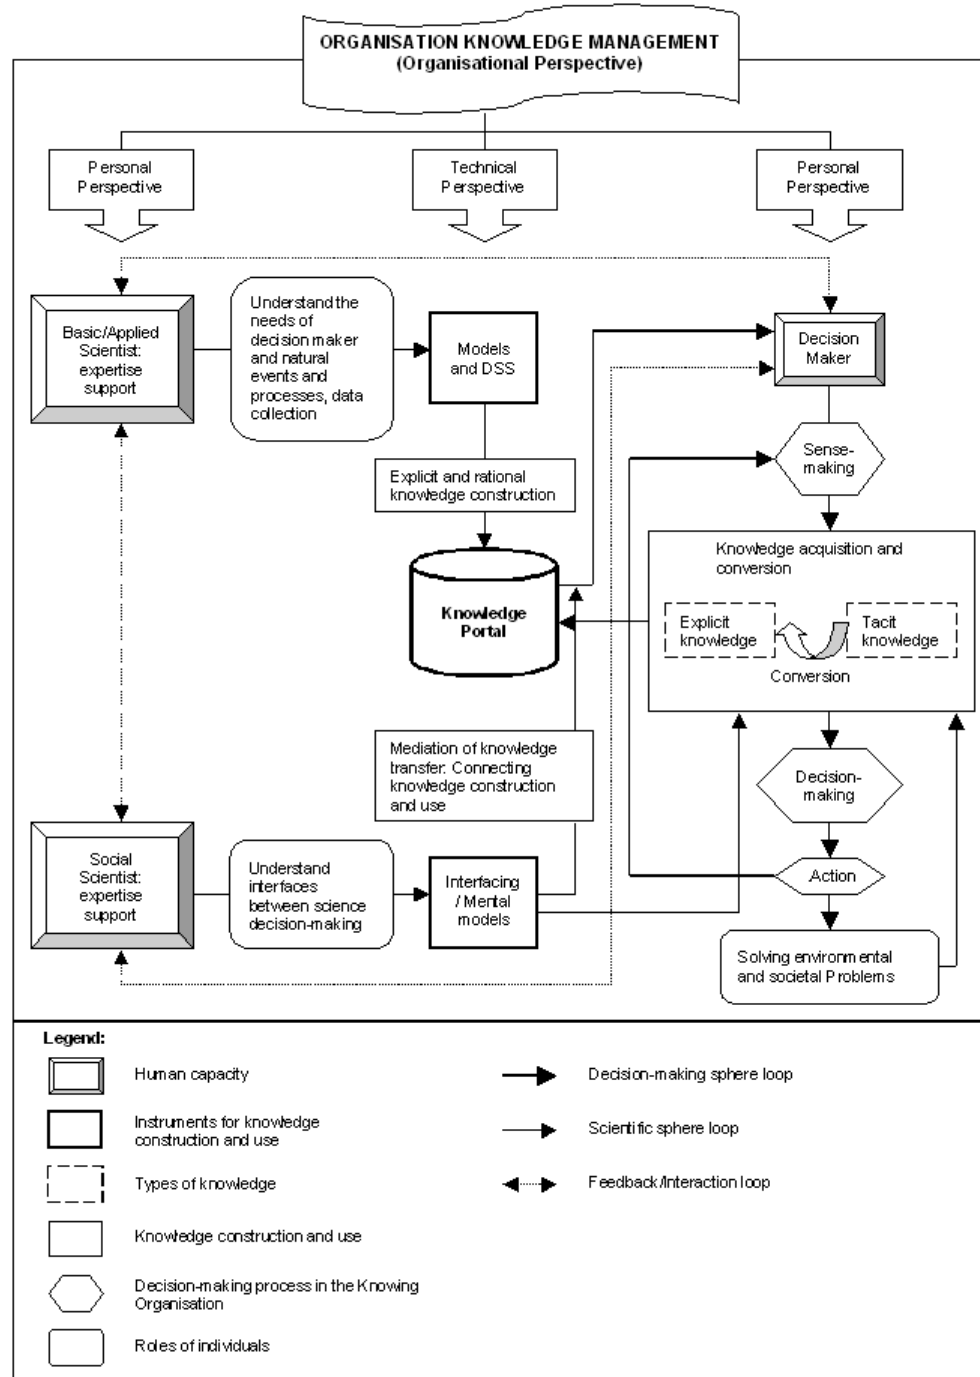 ORGANISATION KNOWLEDGE MANAGEMENT
(Organisational Perspective)
Personal
Perspective
Technical
Perspective
Personal
Perspective
Basic/Applied
Scientist:
expertise
support
Understand the
needs of
decision maker
and natural
events and
processes, data
collection
Models
and DSS
Decision
Maker
Sense-
making
Explicit and rational
knowledge construction
Knowledge acquisition and
conversion
Knowledge
Portal
Explicit
knowledge
Tacit
knowledge
Conversion
Mediation of knowledge
transfer: Connecting
knowledge construction
and use
Decision-
making
Social
Scientist:
expertise
support
Understand
interfaces
between science
decision-making
Interfacing
/ Mental
models
Action
Solving environmental
and societal Problems
Legend:
Human capacity
Instruments for knowledge
construction and use
Types of knowledge
Knowledge construction and use
Decision-making process in the Knowing
Organisation
Roles of individuals
Decision-making sphere loop
Scientific sphere loop
Feedback/Interaction loop